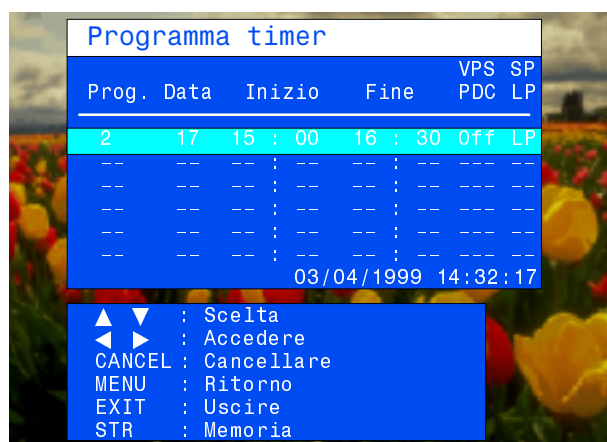 Programma timer
VPS SP
Prog. Data Inizio Fine PDC LP
2 17 15 : 00 16 : 30 Off LP
-- -- -- : -- -- : -- --- --
-- -- -- : -- -- : -- --- --
-- -- -- : -- -- : -- --- --
-- -- -- : -- -- : -- --- --
-- -- -- : -- -- : -- --- --
03/04/1999 14:32:17
▲ ▼ : Scelta
◀ ▶ : Accedere
CANCEL : Cancellare
MENU : Ritorno
EXIT : Uscire
STR : Memoria